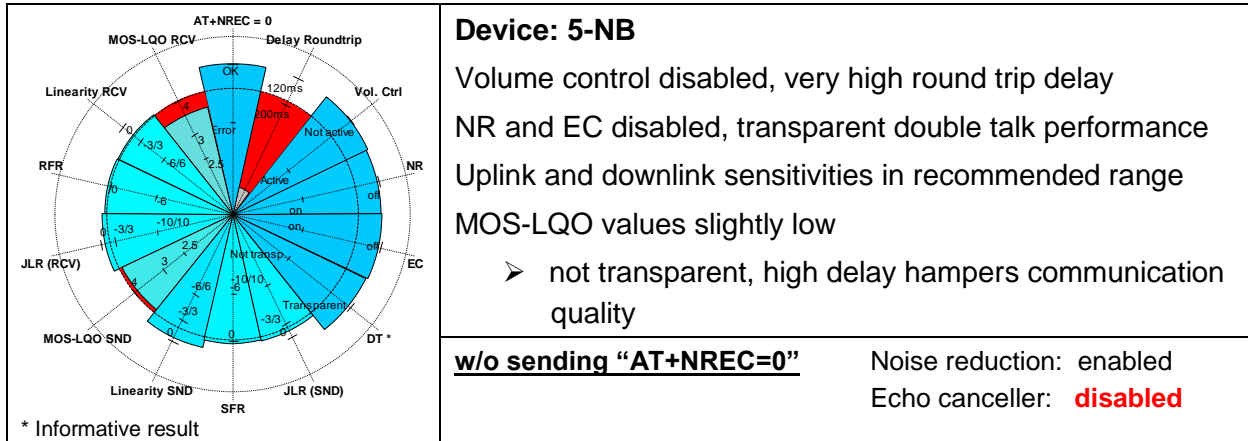 AT+NREC = 0
MOS-LQO RCV
Delay Roundtrip
Linearity RCV
Vol. Ctrl
RFR
NR
JLR (RCV)
EC
MOS-LQO SND
DT *
Linearity SND
JLR (SND)
SFR
OK
Error
120ms
200ms
Not active
Active
off
on
on
off
Not transp.
Transparent
4
3
2.5
0
-3/3
-6/6
0
-6
-10/10
-3/3
0
2.5
3
4
-6/6
-3/3
0
-6
0
-10/10
-3/3
0
* Informative result
Device: 5-NB
Volume control disabled, very high round trip delay
NR and EC disabled, transparent double talk performance
Uplink and downlink sensitivities in recommended range
MOS-LQO values slightly low
➢ not transparent, high delay hampers communication
quality
w/o sending “AT+NREC=0” Noise reduction: enabled
Echo canceller: disabled